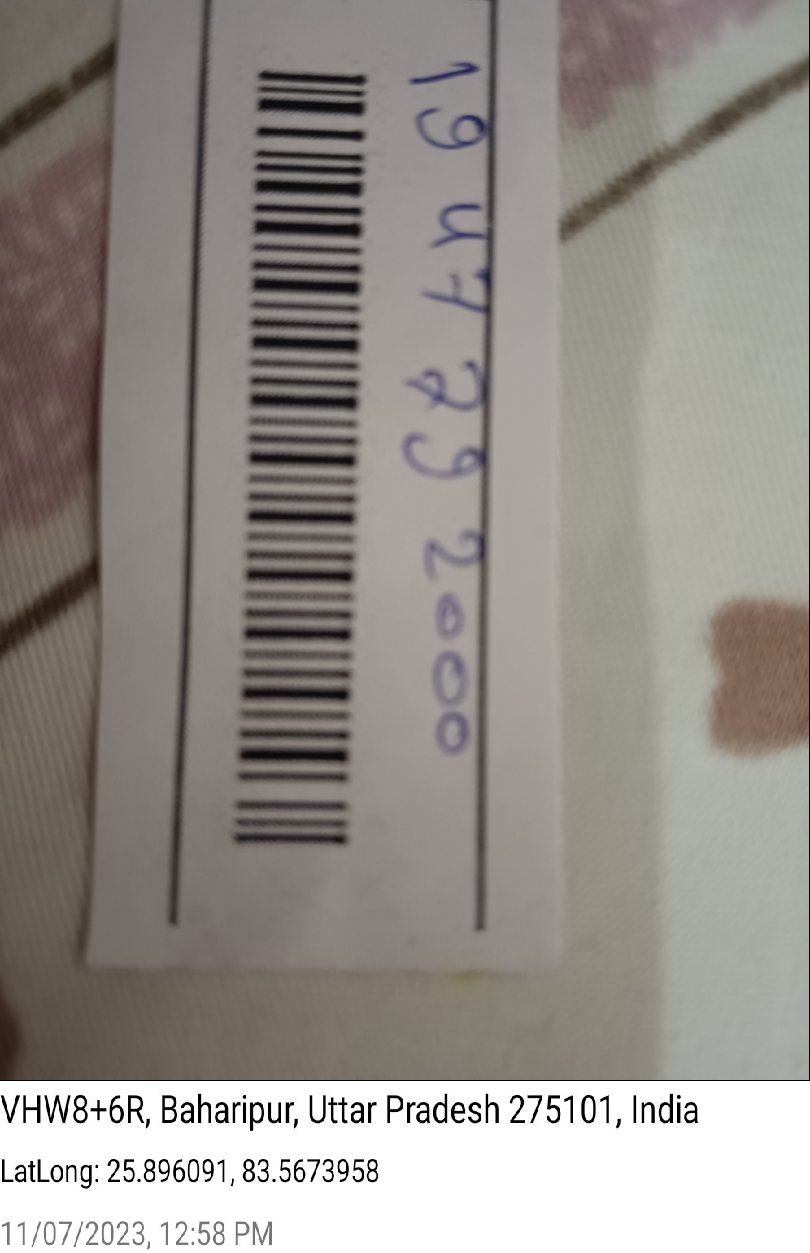 19 47 79 2000
VHW8+6R, Baharipur, Uttar Pradesh 275101, India
LatLong: 25.896091, 83.5673958
11/07/2023, 12:58 PM